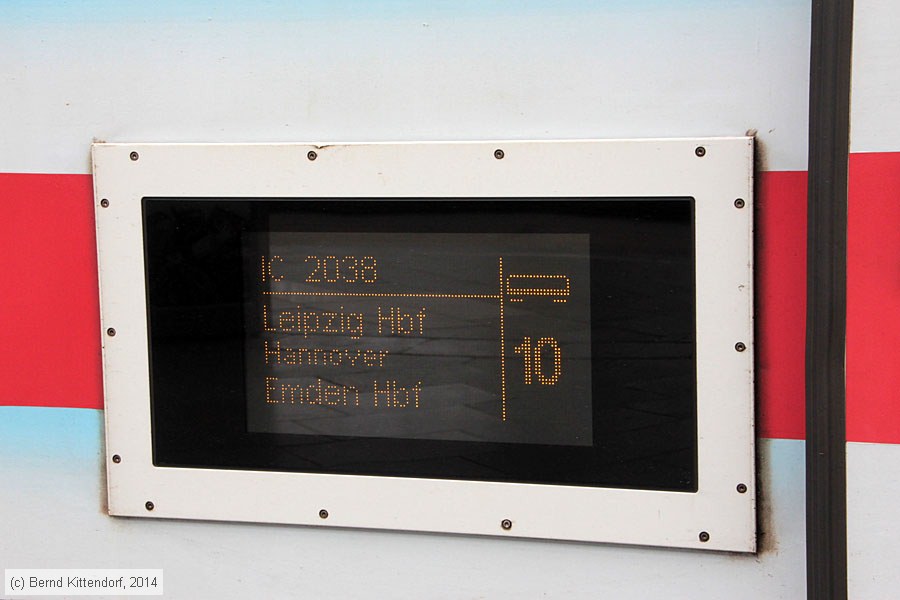 IC 2038
Leipzig Hbf
Hannover
Emden Hbf
10
(c) Bernd Kittendorf, 2014